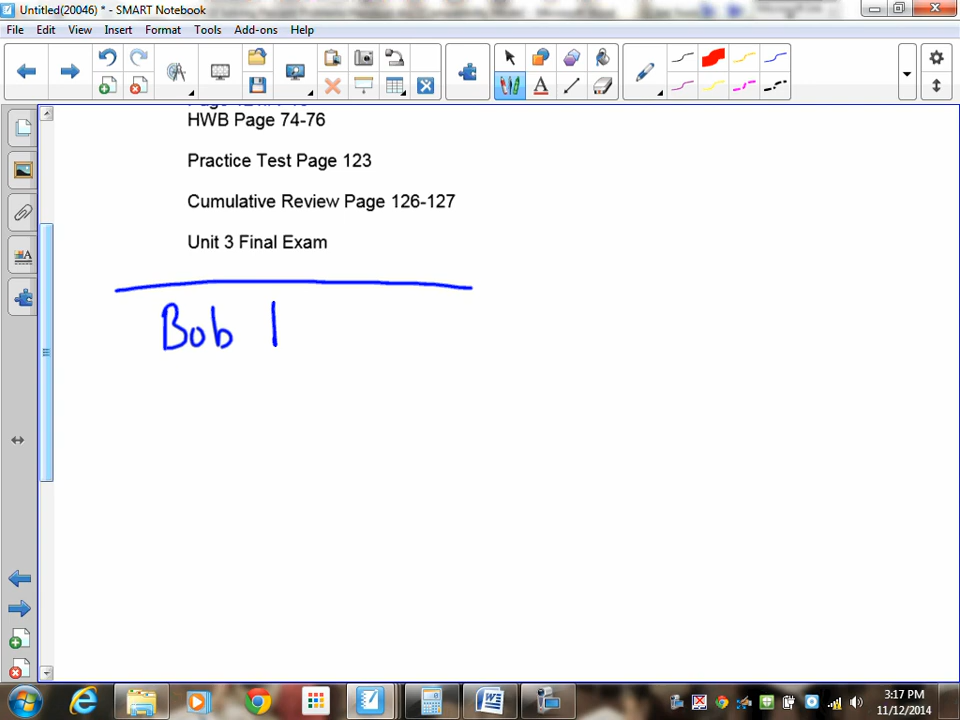 Untitled(20046) * - SMART Notebook
File Edit View Insert Format Tools Add-ons Help
HWB Page 74-76
Practice Test Page 123
Cumulative Review Page 126-127
Unit 3 Final Exam
Bob |
3:17 PM
11/12/2014